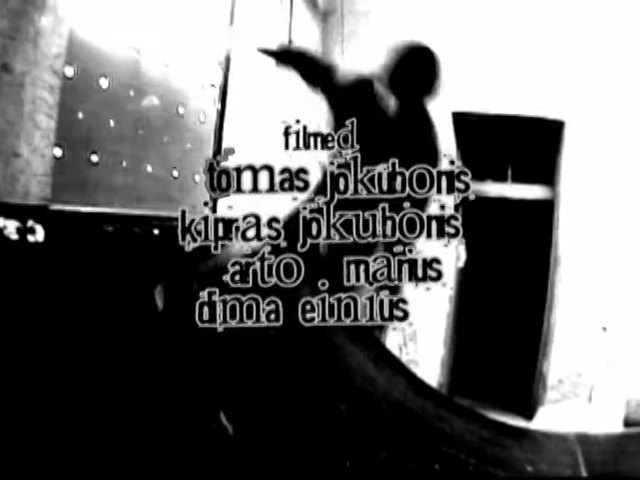 filmed
tomas jokubonis
kipras jokubonis
arto. marius
dima einius